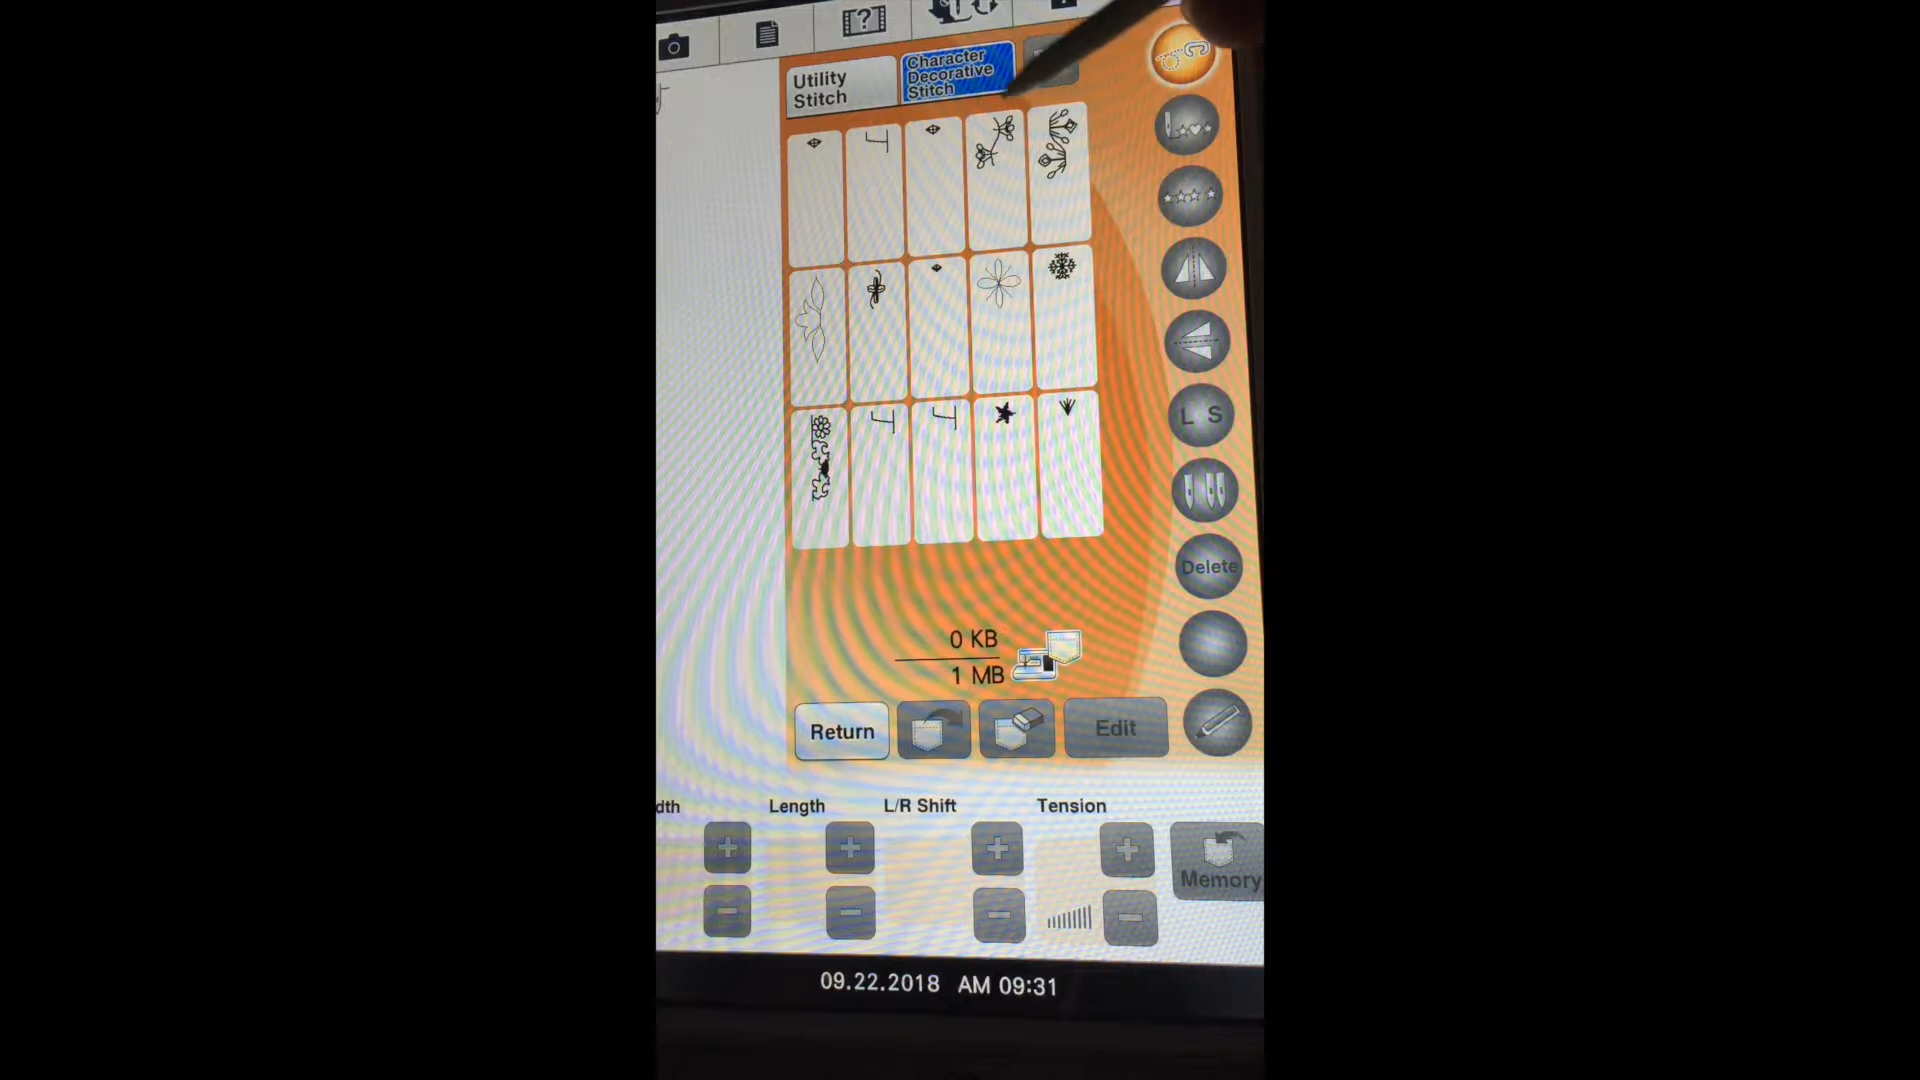 ?
Utility
Stitch
Character
Decorative
Stitch
L S
Delete
0 KB
1 MB
Return
Edit
dth
Length
L/R Shift
Tension
Memory
09.22.2018 AM 09:31